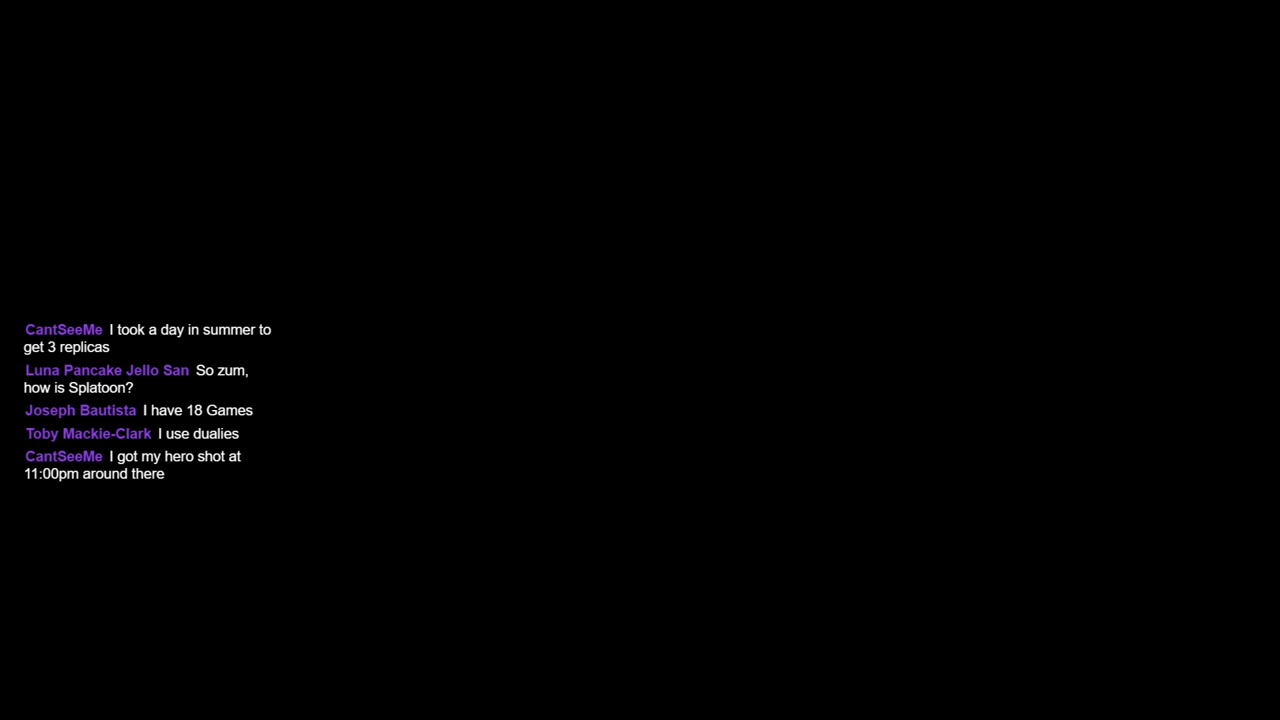 CantSeeMe I took a day in summer to
get 3 replicas
Luna Pancake Jello San So zum,
how is Splatoon?
Joseph Bautista I have 18 Games
Toby Mackie-Clark I use dualies
CantSeeMe I got my hero shot at
11:00pm around there